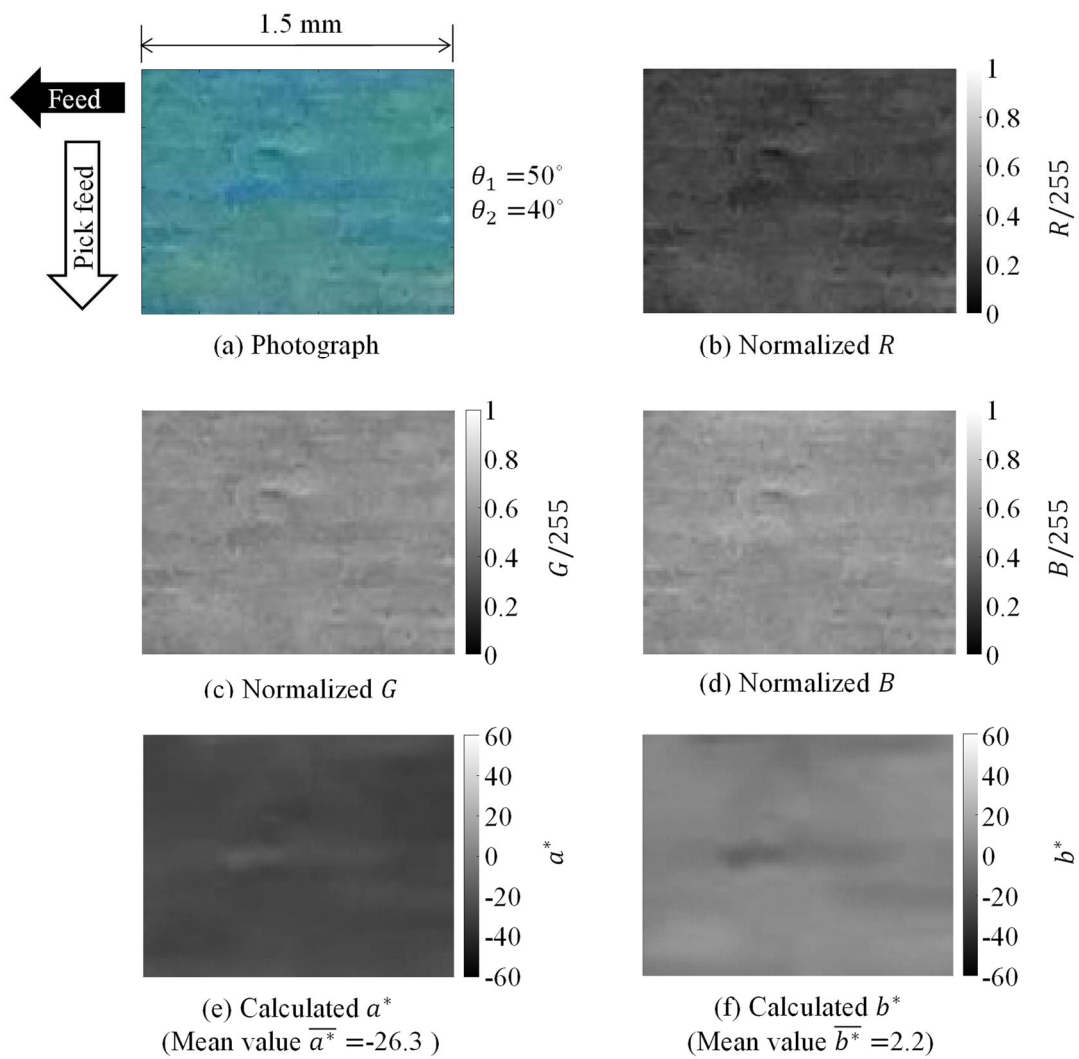 1.5 mm
Feed
Pick feed
θ₁ =50°
θ₂ =40°
(a) Photograph
1
0.8
0.6
0.4
0.2
0
R/255
(b) Normalized R
1
0.8
0.6
0.4
0.2
0
G/255
(c) Normalized G
1
0.8
0.6
0.4
0.2
0
B/255
(d) Normalized B
60
40
20
0
-20
-40
-60
a*
(e) Calculated a*
(Mean value a̅*̅ =-26.3 )
60
40
20
0
-20
-40
-60
b*
(f) Calculated b*
(Mean value b̅*̅ =2.2)